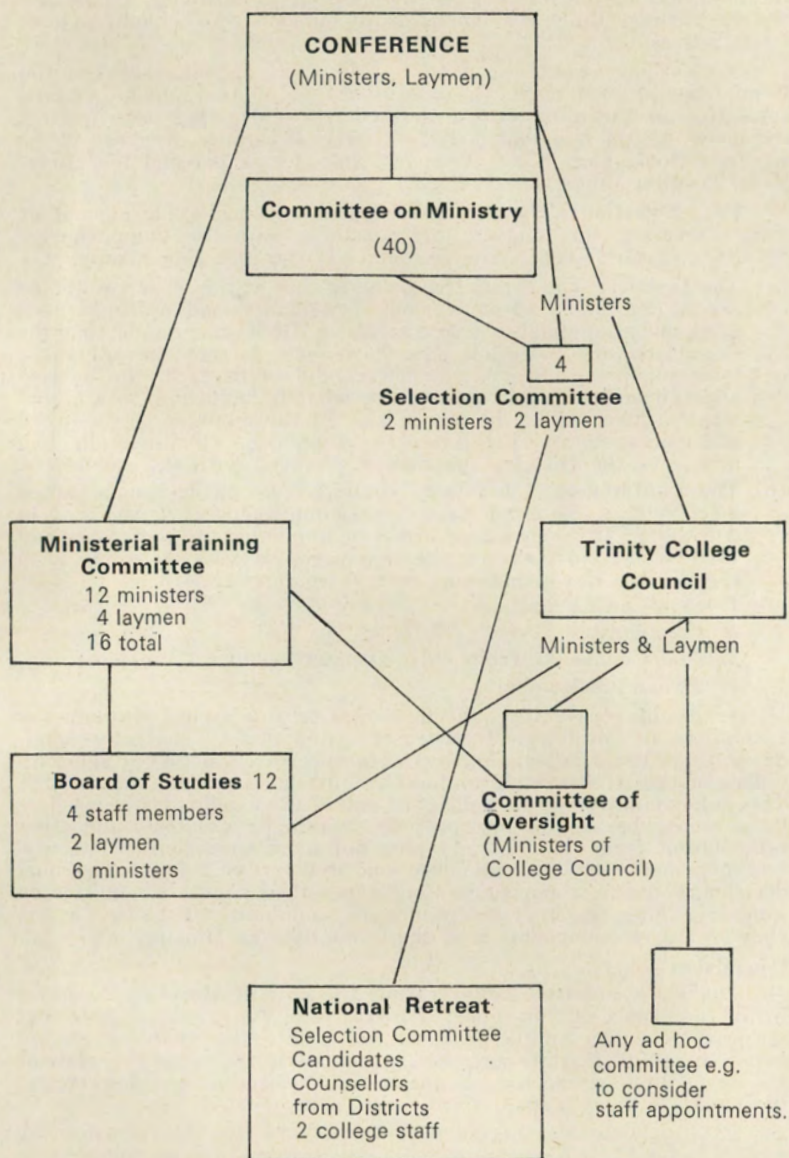 CONFERENCE
(Ministers, Laymen)
Committee on Ministry
(40)
Ministers
4
Selection Committee
2 ministers 2 laymen
Ministerial Training
Committee
12 ministers
4 laymen
16 total
Trinity College
Council
Ministers & Laymen
Board of Studies 12
4 staff members
2 laymen
6 ministers
Committee of
Oversight
(Ministers of
College Council)
National Retreat
Selection Committee
Candidates
Counsellors
from Districts
2 college staff
Any ad hoc
committee e.g.
to consider
staff appointments.